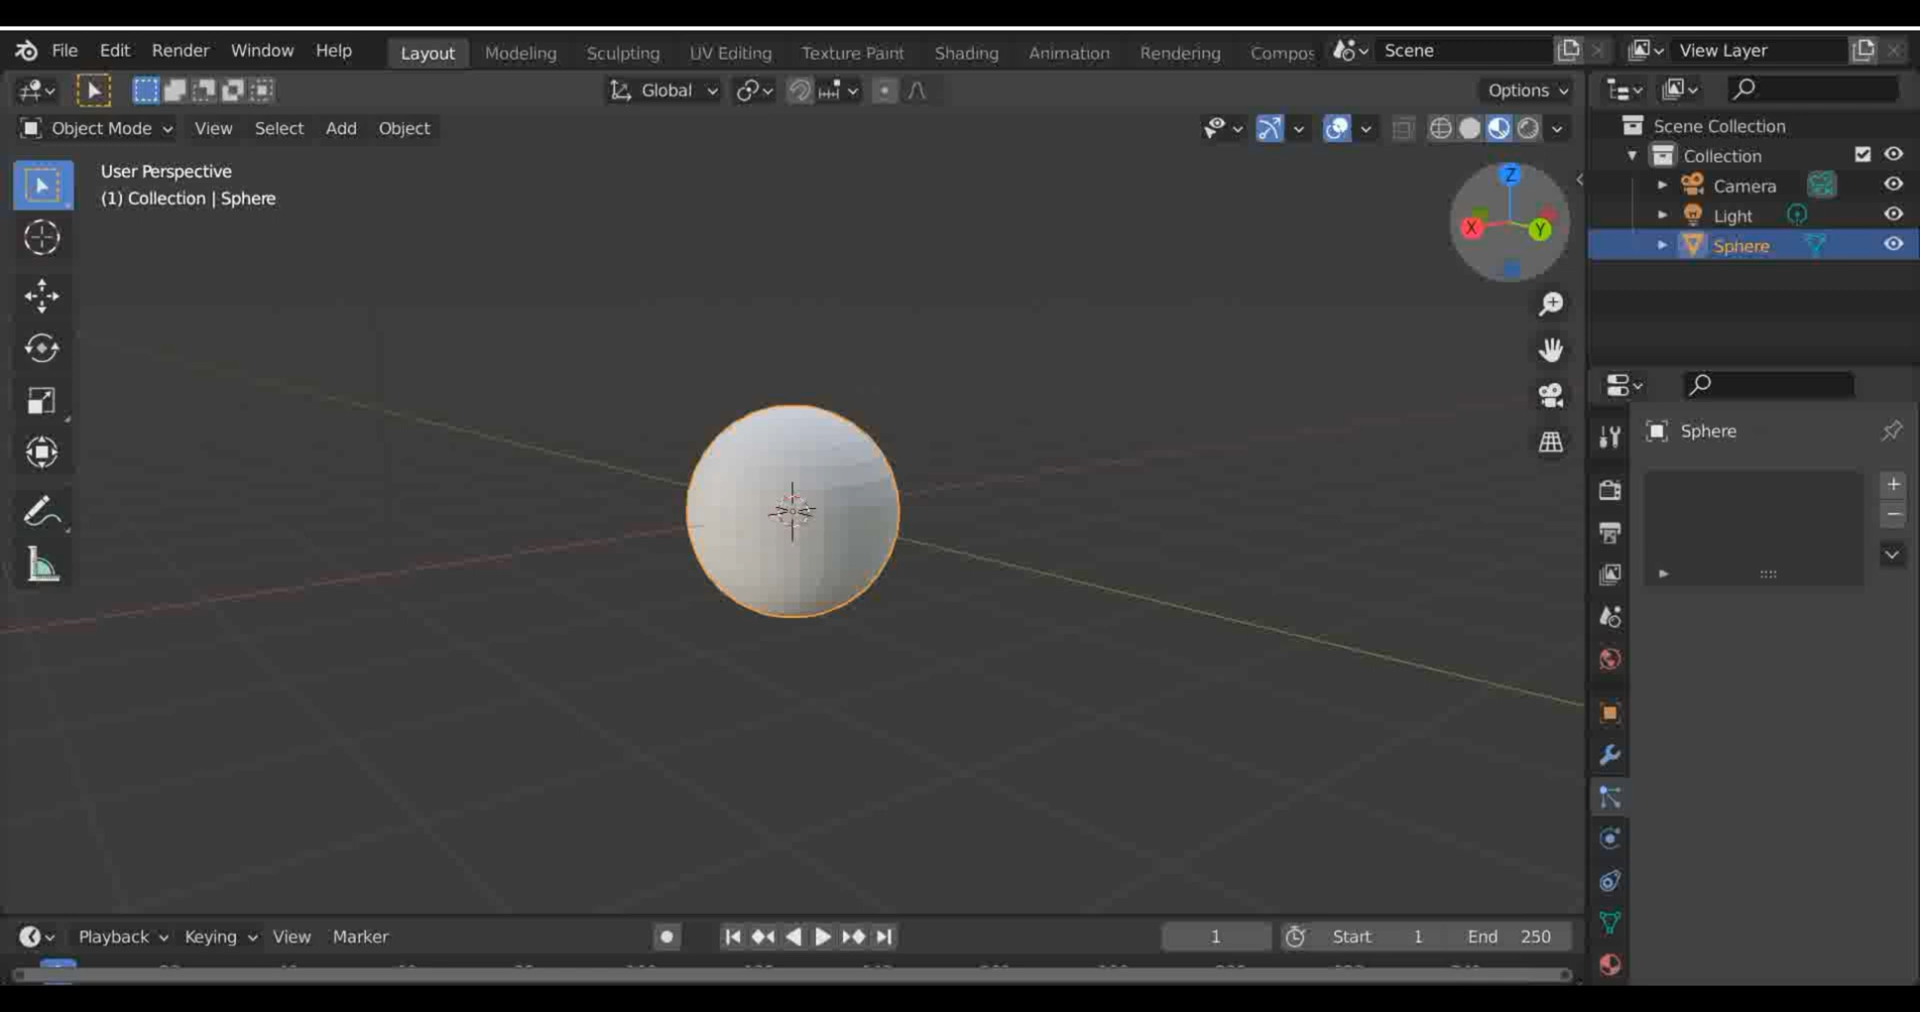 File Edit Render Window Help Layout Modeling Sculpting UV Editing Texture Paint Shading Animation Rendering Compos Scene View Layer
Global Options
Object Mode View Select Add Object
Scene Collection
Collection
Camera
Light
Sphere
User Perspective
(1) Collection | Sphere
Z
X
Y
Sphere
Playback Keying View Marker 1 Start 1 End 250